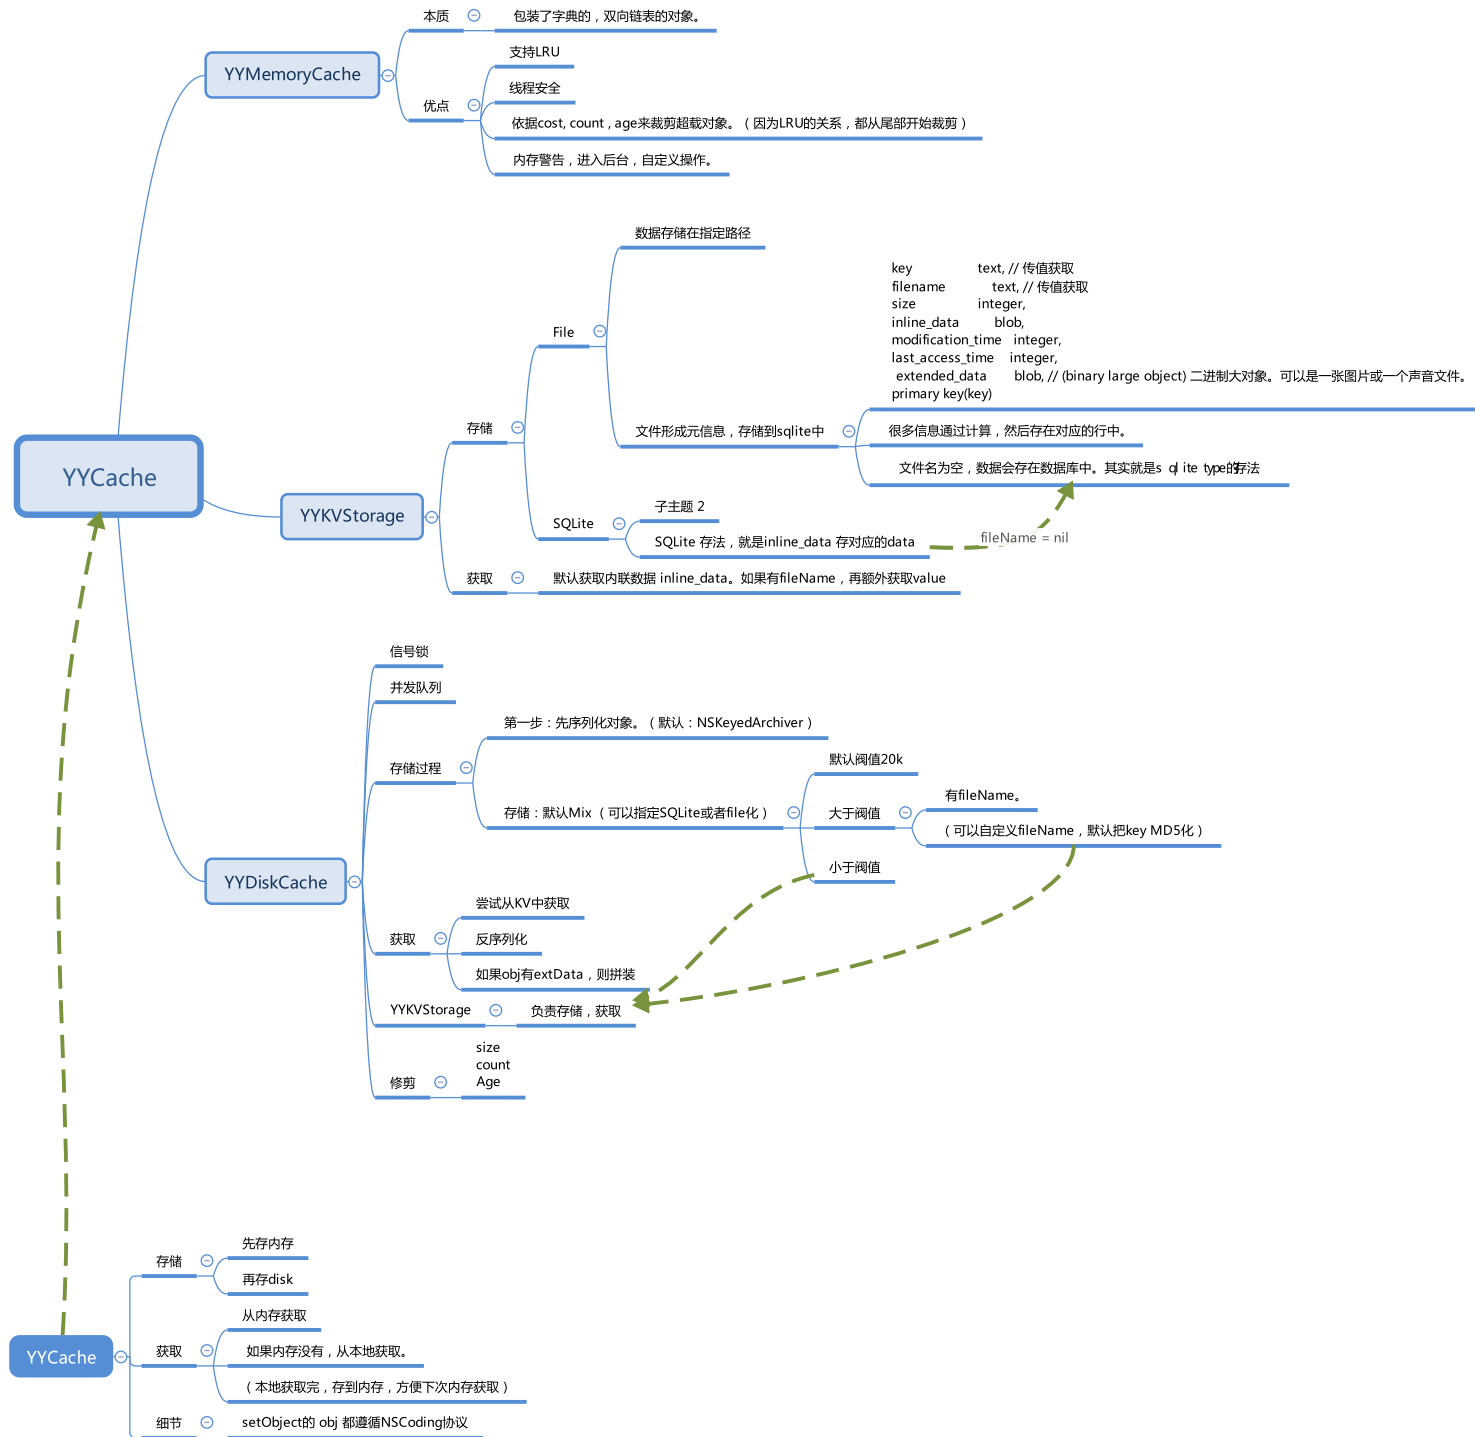 本质
包装了字典的，双向链表的对象。
YYMemoryCache
支持LRU
线程安全
优点
依据cost, count , age来裁剪超载对象。（因为LRU的关系，都从尾部开始裁剪）
内存警告，进入后台，自定义操作。
数据存储在指定路径
key text, // 传值获取
filename text, // 传值获取
size integer,
inline_data blob,
modification_time integer,
last_access_time integer,
extended_data blob, // (binary large object) 二进制大对象。可以是一张图片或一个声音文件。
primary key(key)
File
存储
文件形成元信息，存储到sqlite中
很多信息通过计算，然后存在对应的行中。
文件名为空，数据会存在数据库中。其实就是sqlite type的存法
YYCache
YYKVStorage
SQLite
子主题 2
SQLite 存法，就是inline_data 存对应的data
fileName = nil
获取
默认获取内联数据 inline_data。如果有fileName，再额外获取value
信号锁
并发队列
第一步：先序列化对象。（默认：NSKeyedArchiver）
存储过程
默认阀值20k
存储：默认Mix （可以指定SQLite或者file化）
大于阀值
有fileName。
（可以自定义fileName，默认把key MD5化）
小于阀值
YYDiskCache
尝试从KV中获取
获取
反序列化
如果obj有extData，则拼装
YYKVStorage
负责存储，获取
size
count
Age
修剪
存储
先存内存
再存disk
从内存获取
YYCache
获取
如果内存没有，从本地获取。
（本地获取完，存到内存，方便下次内存获取）
细节
setObject的 obj 都遵循NSCoding协议